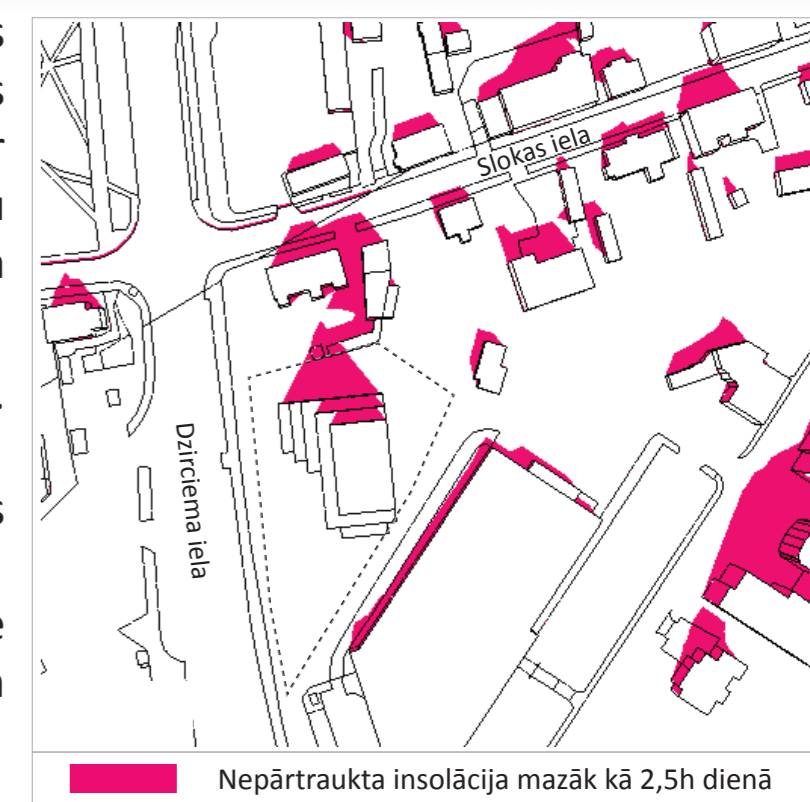 Slokas iela
Dzirciema iela
Nepārtraukta insolācija mazāk kā 2,5h dienā